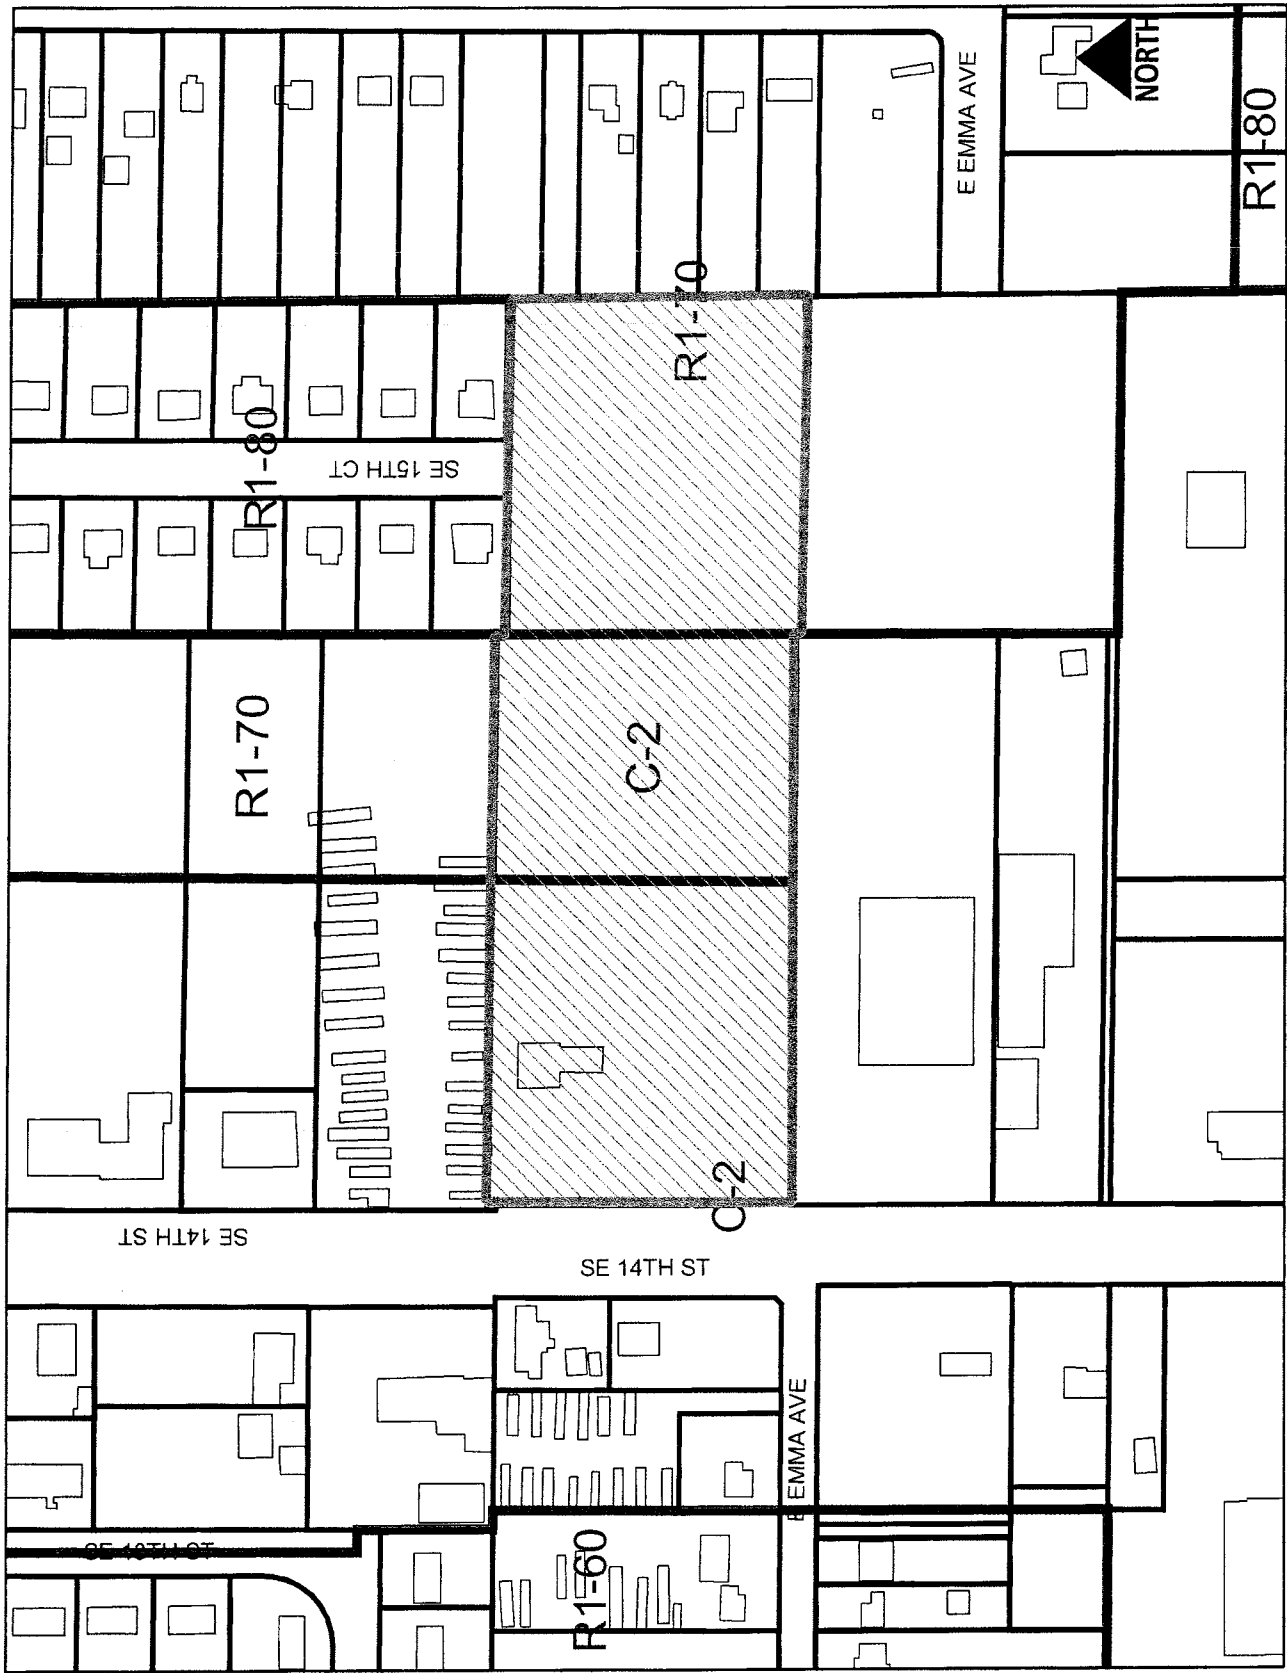 E EMMA AVE
NORTH
R1-80
R1-70
R1-80
SE 15TH CT
R1-70
C-2
C-2
SE 14TH ST
SE 14TH ST
EMMA AVE
R1-60